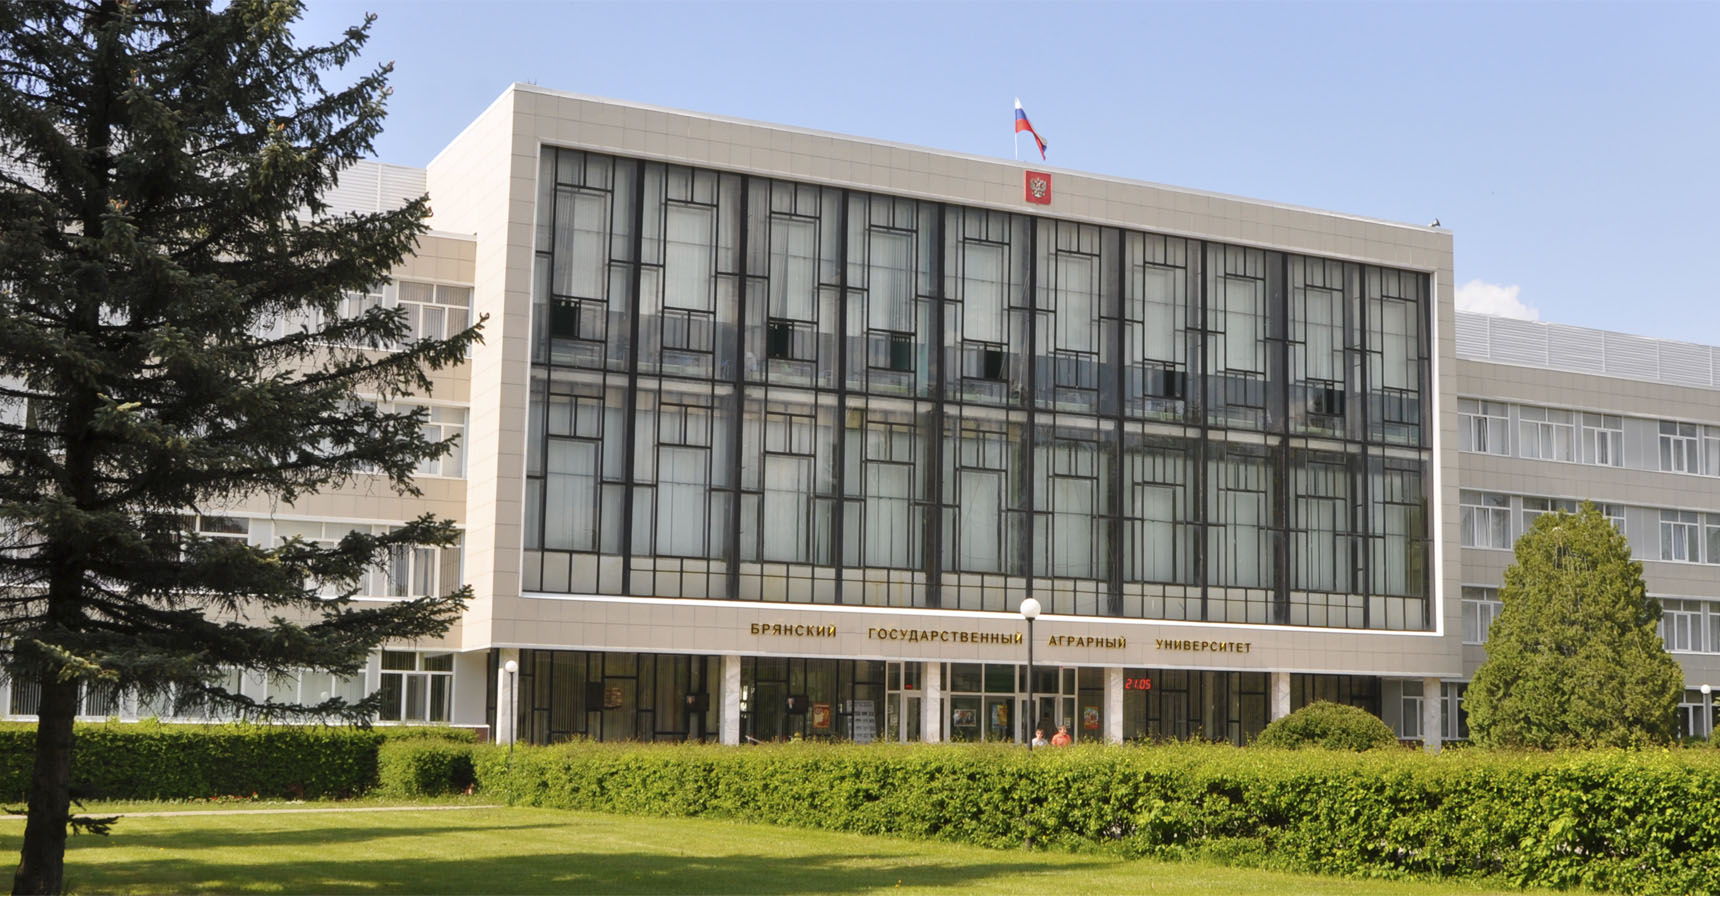 БРЯНСКИЙ ГОСУДАРСТВЕННЫЙ АГРАРНЫЙ УНИВЕРСИТЕТ
21.05